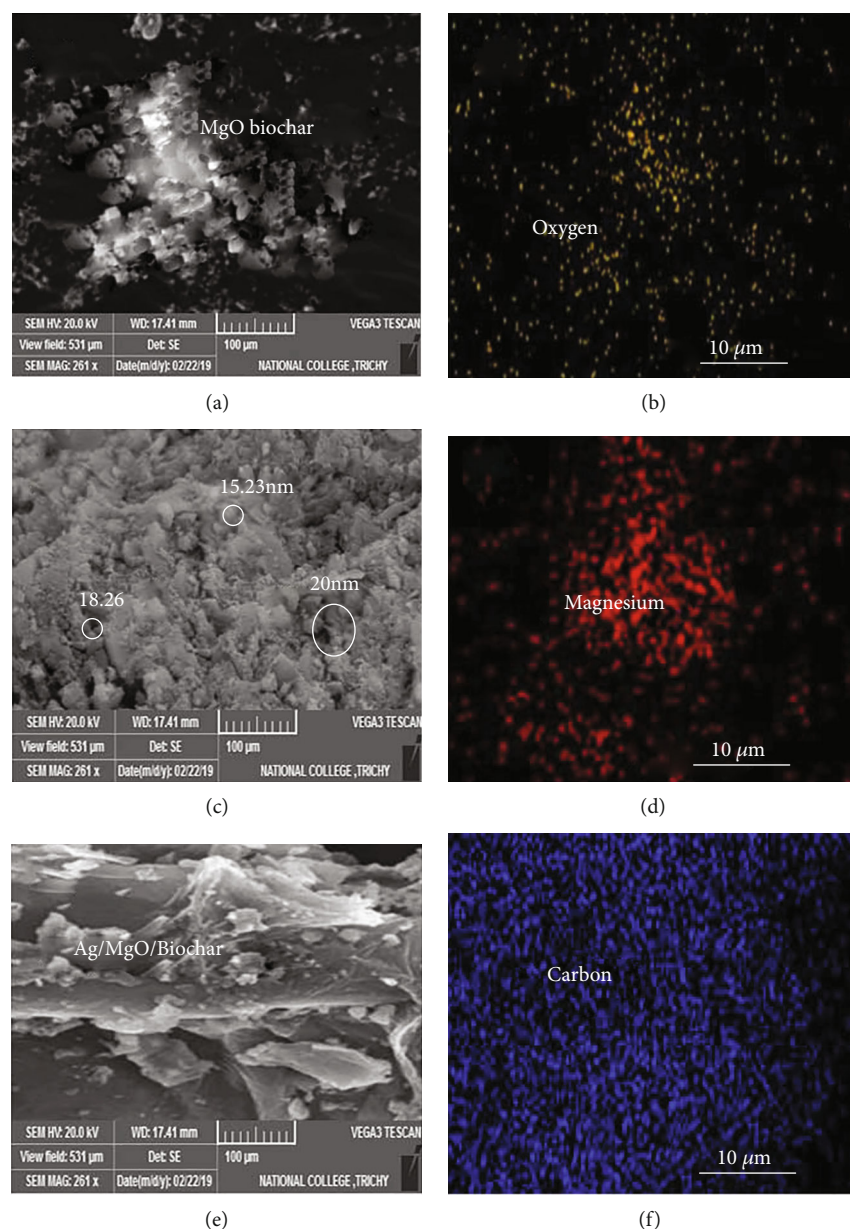 MgO biochar
SEM HV: 20.0 kV WD: 17.41 mm VEGA3 TESCAN
View field: 531 µm Det: SE 100 µm
SEM MAG: 261 x Date(m/d/y): 02/22/19 NATIONAL COLLEGE ,TRICHY
(a)
Oxygen
10 µm
(b)
15.23nm
18.26
20nm
SEM HV: 20.0 kV WD: 17.41 mm VEGA3 TESCAN
View field: 531 µm Det: SE 100 µm
SEM MAG: 261 x Date(m/d/y): 02/22/19 NATIONAL COLLEGE ,TRICHY
(c)
Magnesium
10 µm
(d)
Ag/MgO/Biochar
SEM HV: 20.0 kV WD: 17.41 mm VEGA3 TESCAN
View field: 531 µm Det: SE 100 µm
SEM MAG: 261 x Date(m/d/y): 02/22/19 NATIONAL COLLEGE ,TRICHY
(e)
Carbon
10 µm
(f)